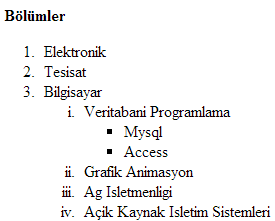 Bölümler
1. Elektronik
2. Tesisat
3. Bilgisayar
i. Veritabani Programlama
▪ Mysql
▪ Access
ii. Grafik Animasyon
iii. Ag Isletmenligi
iv. Açik Kaynak Isletim Sistemleri